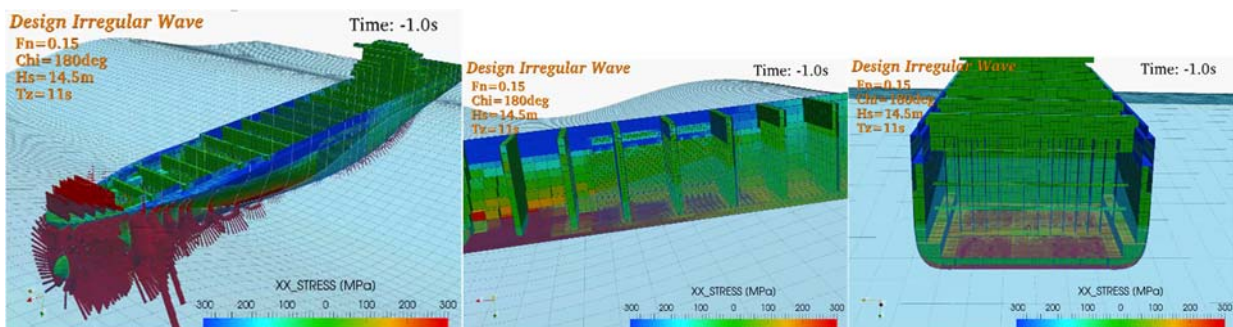 Design Irregular Wave
Time: -1.0s
Fn=0.15
Chi=180deg
Hs=14.5m
Tz=11s
XX_STRESS (MPa)
300 -200 -100 0 100 200 300
Design Irregular Wave
Time: -1.0s
Fn=0.15
Chi=180deg
Hs=14.5m
Tz=11s
XX_STRESS (MPa)
300 -200 -100 0 100 200 300
Design Irregular Wave
Time: -1.0s
Fn=0.15
Chi=180deg
Hs=14.5m
Tz=11s
XX_STRESS (MPa)
300 -200 -100 0 100 200 300